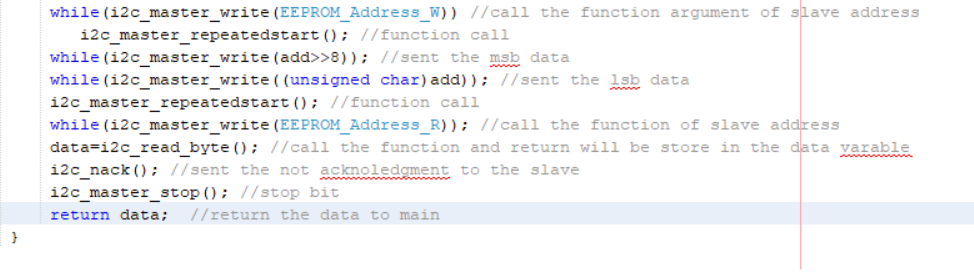 while(i2c_master_write(EEPROM_Address_W)) //call the function argument of slave address
i2c_master_repeatedstart(); //function call
while(i2c_master_write(add>>8)); //sent the msb data
while(i2c_master_write((unsigned char)add)); //sent the lsb data
i2c_master_repeatedstart(); //function call
while(i2c_master_write(EEPROM_Address_R)); //call the function of slave address
data=i2c_read_byte(); //call the function and return will be store in the data varable
i2c_nack(); //sent the not acknoledgment to the slave
i2c_master_stop(); //stop bit
return data;  //return the data to main
}